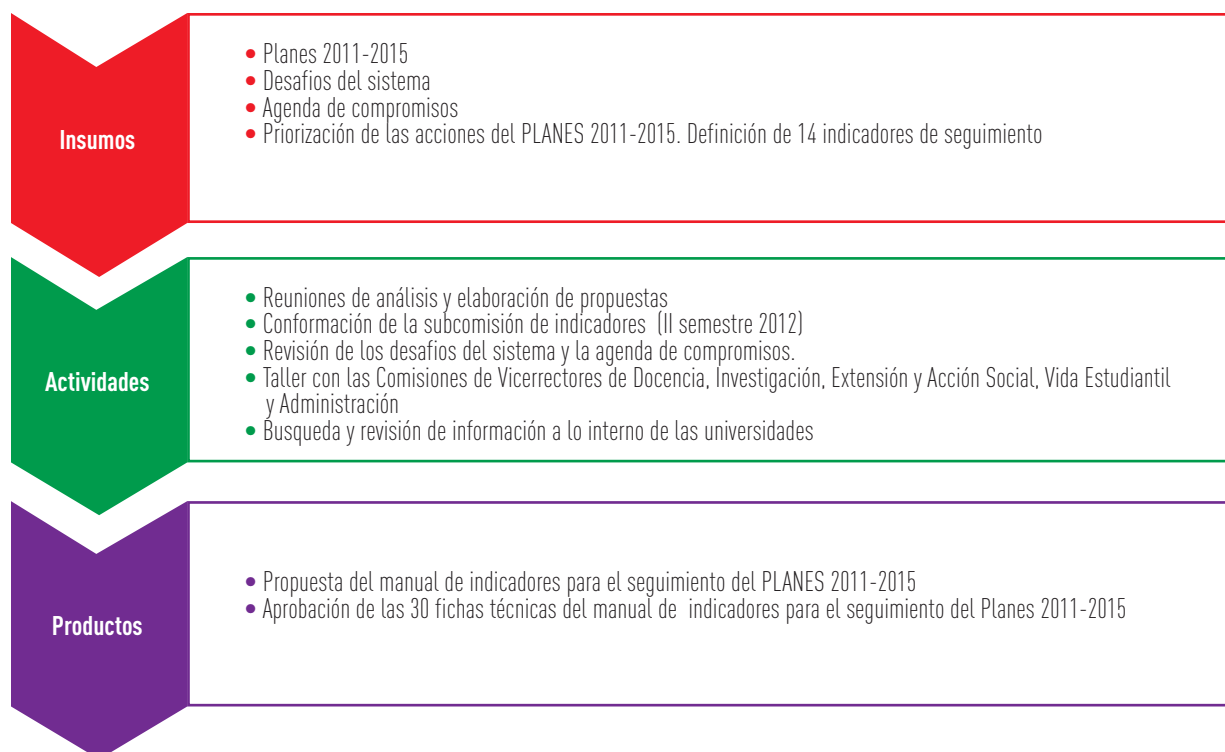 Insumos
• Planes 2011-2015
• Desafios del sistema
• Agenda de compromisos
• Priorización de las acciones del PLANES 2011-2015. Definición de 14 indicadores de seguimiento
Actividades
• Reuniones de análisis y elaboración de propuestas
• Conformación de la subcomisión de indicadores (II semestre 2012)
• Revisión de los desafios del sistema y la agenda de compromisos.
• Taller con las Comisiones de Vicerrectores de Docencia, Investigación, Extensión y Acción Social, Vida Estudiantil
y Administración
• Busqueda y revisión de información a lo interno de las universidades
Productos
• Propuesta del manual de indicadores para el seguimiento del PLANES 2011-2015
• Aprobación de las 30 fichas técnicas del manual de indicadores para el seguimiento del Planes 2011-2015